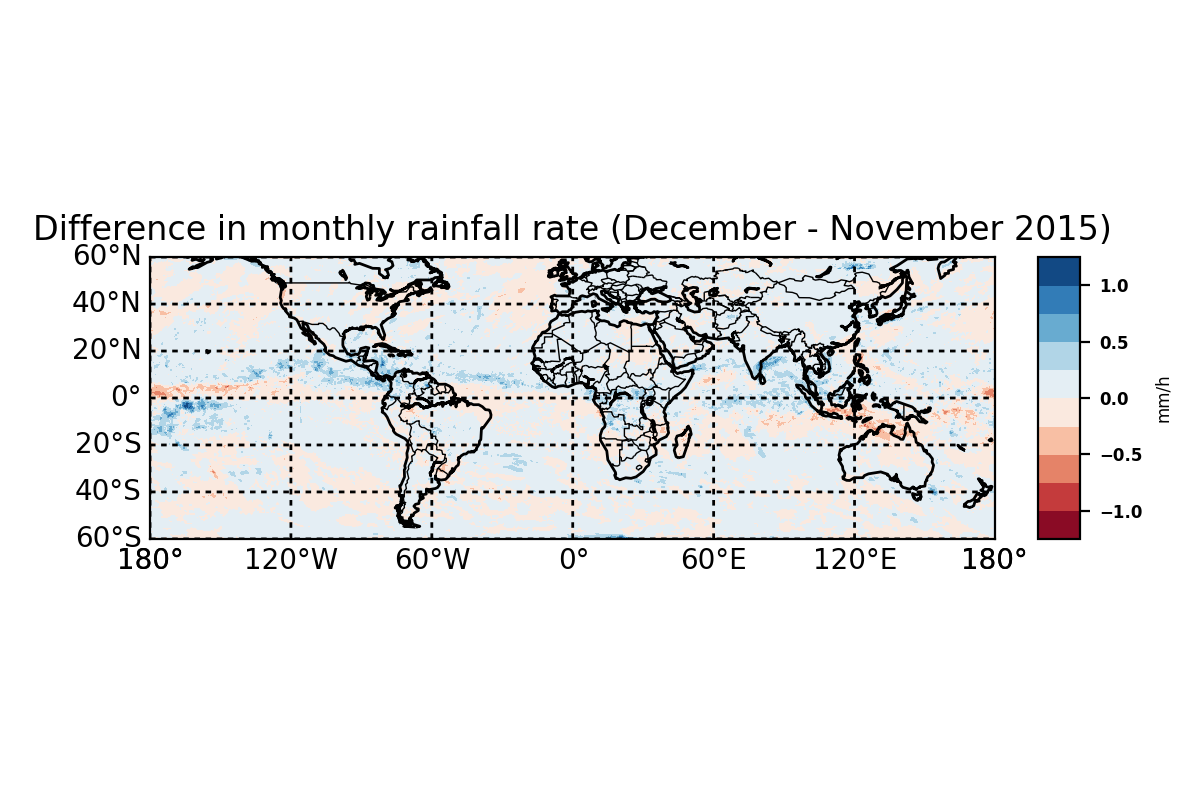 Difference in monthly rainfall rate (December - November 2015)
60°N
40°N
20°N
0°
20°S
40°S
60°S
180° 120°W 60°W 0° 60°E 120°E 180°
1.0
0.5
0.0
−0.5
−1.0
mm/h